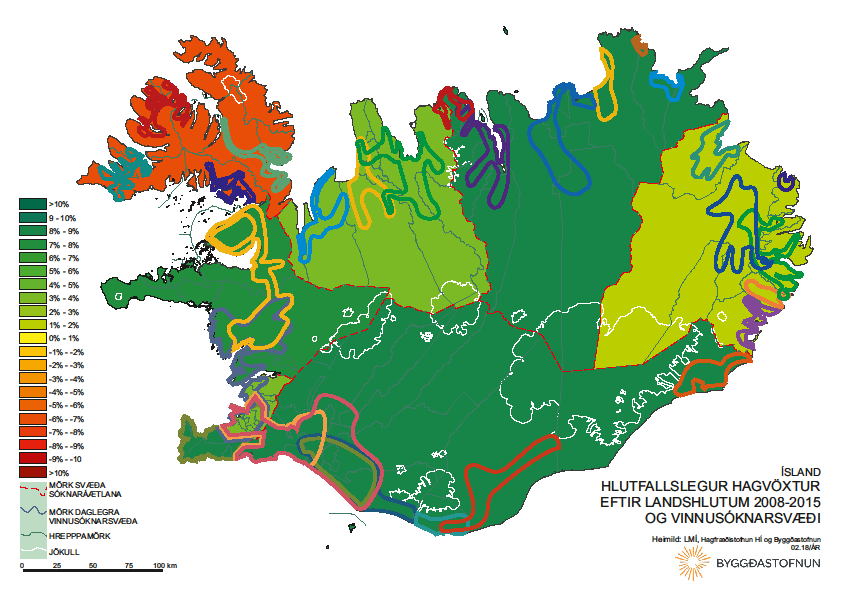 >10%
9 - 10%
8% - 9%
7% - 8%
6% - 7%
5% - 6%
4% - 5%
3% - 4%
2% - 3%
1% - 2%
0% - 1%
-1% - -2%
-2% - -3%
-3% - -4%
-4% - -5%
-5% - -6%
-6% - -7%
-7% - -8%
-8% - -9%
-9% - -10
>10%
MÖRK SVÆÐA
SÓKNARÁÆTLANA
MÖRK DAGLEGRA
VINNUSÓKNARSVÆÐA
HREPPAMÖRK
JÖKULL
0 25 50 75 100 km
ÍSLAND
HLUTFALLSLEGUR HAGVÖXTUR
EFTIR LANDSHLUTUM 2008-2015
OG VINNUSÓKNARSVÆÐI
Heimild: LMÍ, Hagfræðistofnun HÍ og Byggðastofnun
02.18/ÁR
BYGGÐASTOFNUN